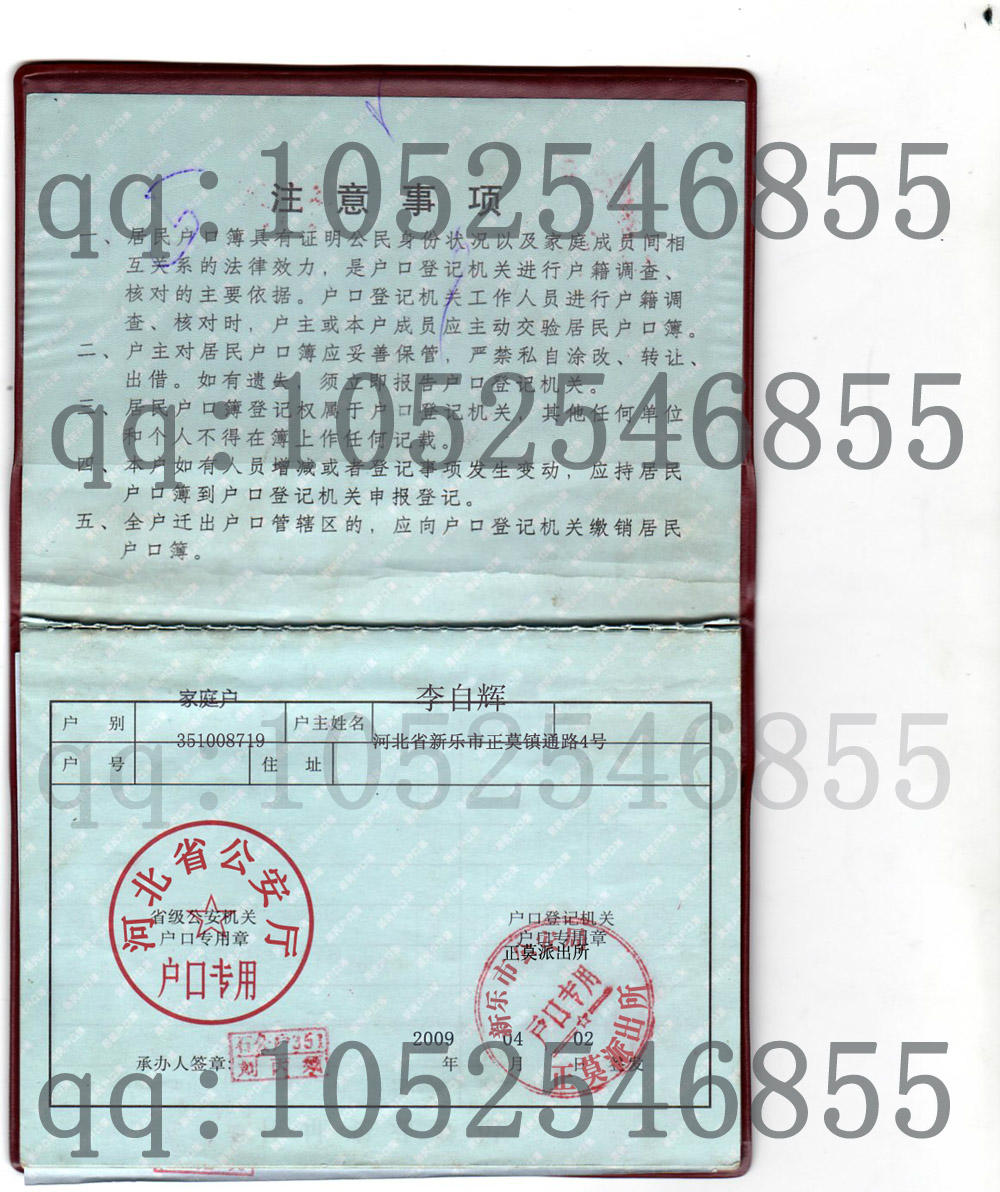 qq:1052546855
注意事项
一、居民户口簿具有证明公民身份状况以及家庭成员间相
互关系的法律效力，是户口登记机关进行户籍调查、
核对的主要依据。户口登记机关工作人员进行户籍调
查、核对时，户主或本户成员应主动交验居民户口簿。
二、户主对居民户口簿应妥善保管，严禁私自涂改、转让、
出借。如有遗失，须立即报告户口登记机关。
qq:1052546855
三、居民户口簿登记权属于户口登记机关，其他任何单位
和个人不得在簿上作任何记载。
四、本户如有人员增减或者登记事项发生变动，应持居民
户口簿到户口登记机关申报登记。
五、全户迁出户口管辖区的，应向户口登记机关缴销居民
户口簿。
家庭户 李自辉
户别 户主姓名
351008719 河北省新乐市正莫镇通路4号
户号 住址
qq:1052546855
河北省公安厅
户口专用
省级公安机关
户口专用章
户口登记机关
户口专用章
正莫派出所
新乐市
户口专用
正莫派出所
2009 04 02
承办人签章: 年 月 日 签发
351
qq:1052546855